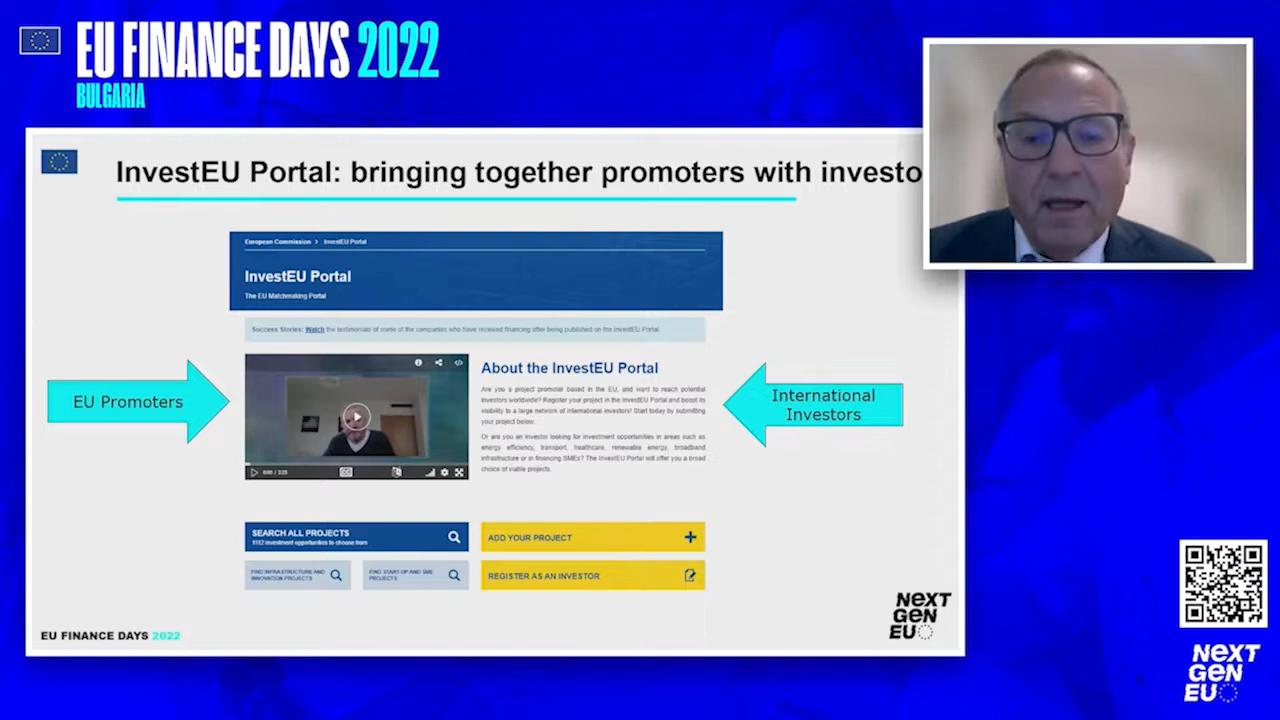 EU FINANCE DAYS 2022
BULGARIA
InvestEU Portal: bringing together promoters with investo
European Commission > InvestEU Portal
InvestEU Portal
The EU Matchmaking Portal
Success Stories: Watch the testimonials of some of the companies who have received financing after being published on the InvestEU Portal
EU Promoters
About the InvestEU Portal
Are you a project promoter based in the EU, and want to reach potential
investors worldwide? Register your project in the InvestEU Portal and boost its
visibility to a large network of international investors! Start today by submitting
your project below.
Or are you an investor looking for investment opportunities in areas such as
energy efficiency, transport, healthcare, renewable energy, broadband
infrastructure or in financing SMEs? The InvestEU Portal will offer you a broad
choice of viable projects.
International
Investors
SEARCH ALL PROJECTS
1112 investment opportunities to choose from
ADD YOUR PROJECT
FIND INFRASTRUCTURE AND
INNOVATION PROJECTS
FIND START-UP AND SME
PROJECTS
REGISTER AS AN INVESTOR
NEXT
GEN
EU
EU FINANCE DAYS 2022
NEXT
GEN
EU